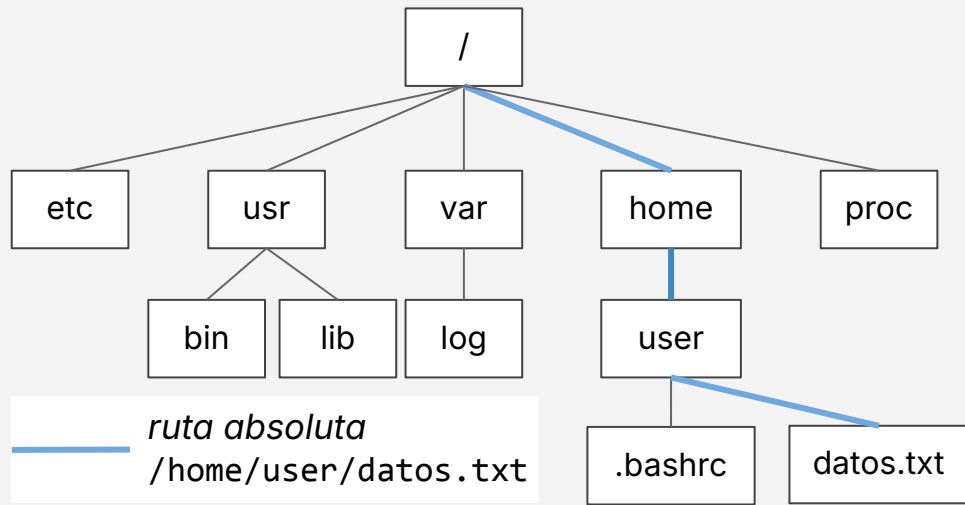 /
etc
usr
var
home
proc
bin
lib
log
user
ruta absoluta
/home/user/datos.txt
.bashrc
datos.txt